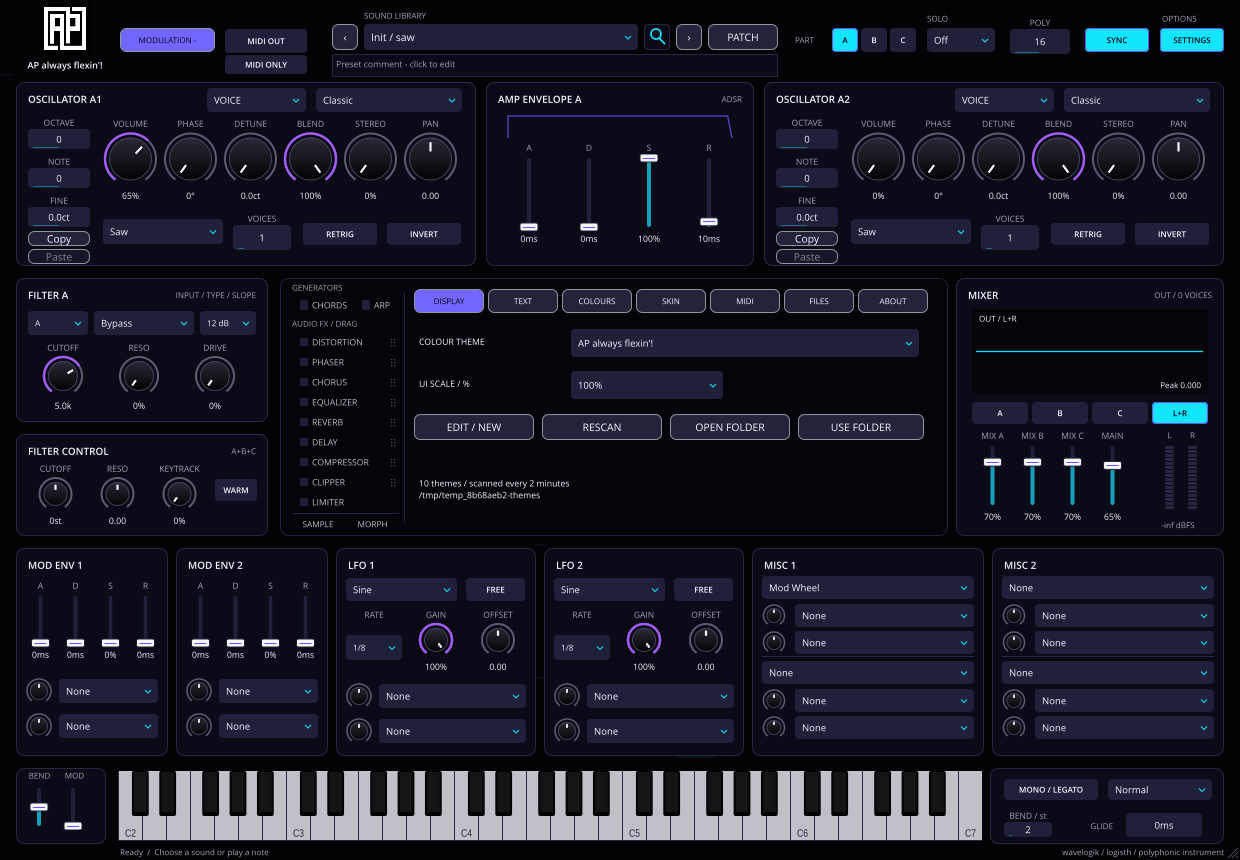 AP
AP always flexin'!
MODULATION -
MIDI OUT
MIDI ONLY
SOUND LIBRARY
‹ Init / saw › PATCH
Preset comment - click to edit
PART A B C
SOLO
Off
POLY
16
SYNC
OPTIONS
SETTINGS
OSCILLATOR A1 VOICE Classic
OCTAVE VOLUME PHASE DETUNE BLEND STEREO PAN
0
NOTE
0
65% 0° 0.0ct 100% 0% 0.00
FINE
0.0ct
Copy
Paste
Saw
VOICES
1
RETRIG INVERT
AMP ENVELOPE A ADSR
A D S R
0ms 0ms 100% 10ms
OSCILLATOR A2 VOICE Classic
OCTAVE VOLUME PHASE DETUNE BLEND STEREO PAN
0
NOTE
0
0% 0° 0.0ct 100% 0% 0.00
FINE
0.0ct
Copy
Paste
Saw
VOICES
1
RETRIG INVERT
FILTER A INPUT / TYPE / SLOPE
A Bypass 12 dB
CUTOFF RESO DRIVE
5.0k 0% 0%
FILTER CONTROL A+B+C
CUTOFF RESO KEYTRACK
WARM
0st 0.00 0%
GENERATORS
CHORDS ARP
AUDIO FX / DRAG
DISTORTION
PHASER
CHORUS
EQUALIZER
REVERB
DELAY
COMPRESSOR
CLIPPER
LIMITER
SAMPLE MORPH
DISPLAY TEXT COLOURS SKIN MIDI FILES ABOUT
COLOUR THEME AP always flexin'!
UI SCALE / % 100%
EDIT / NEW RESCAN OPEN FOLDER USE FOLDER
10 themes / scanned every 2 minutes
/tmp/temp_8b68aeb2-themes
MIXER OUT / 0 VOICES
OUT / L+R
Peak 0.000
A B C L+R
MIX A MIX B MIX C MAIN L R
70% 70% 70% 65%
-inf dBFS
MOD ENV 1
A D S R
0ms 0ms 0% 0ms
None
None
MOD ENV 2
A D S R
0ms 0ms 0% 0ms
None
None
LFO 1
Sine FREE
RATE GAIN OFFSET
1/8
100% 0.00
None
None
LFO 2
Sine FREE
RATE GAIN OFFSET
1/8
100% 0.00
None
None
MISC 1
Mod Wheel
None
None
None
None
None
MISC 2
None
None
None
None
None
None
BEND MOD
C2 C3 C4 C5 C6 C7
MONO / LEGATO Normal
BEND / st
2
GLIDE 0ms
Ready / Choose a sound or play a note
wavelogik / logisth / polyphonic instrument